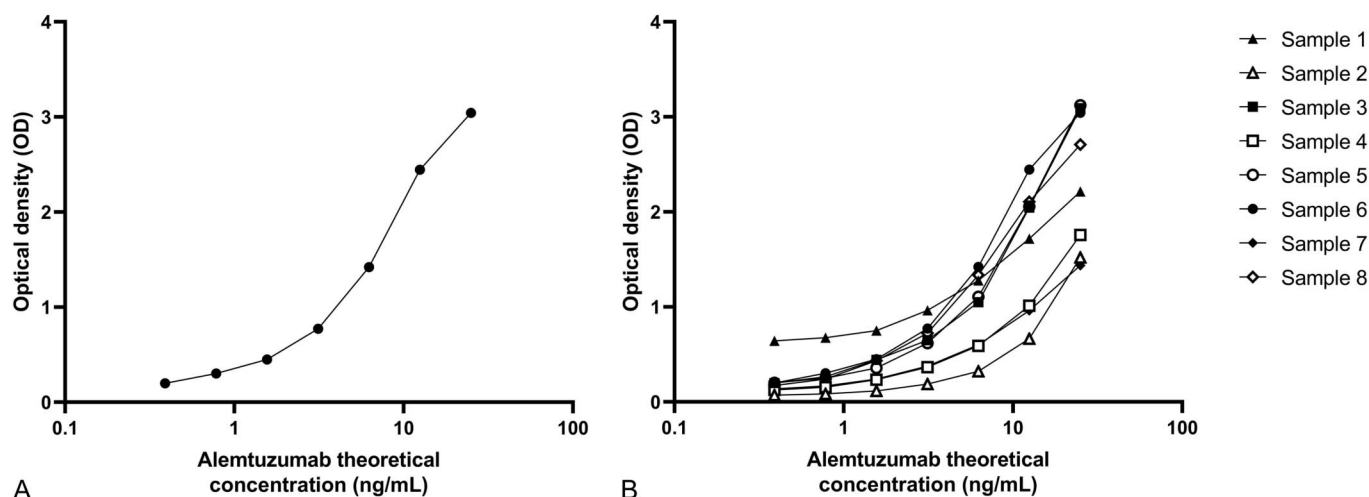 4
3
2
1
0
Optical density (OD)
0.1
1
10
100
Alemtuzumab theoretical
concentration (ng/mL)
A
4
3
2
1
0
Optical density (OD)
0.1
1
10
100
Alemtuzumab theoretical
concentration (ng/mL)
B
Sample 1
Sample 2
Sample 3
Sample 4
Sample 5
Sample 6
Sample 7
Sample 8